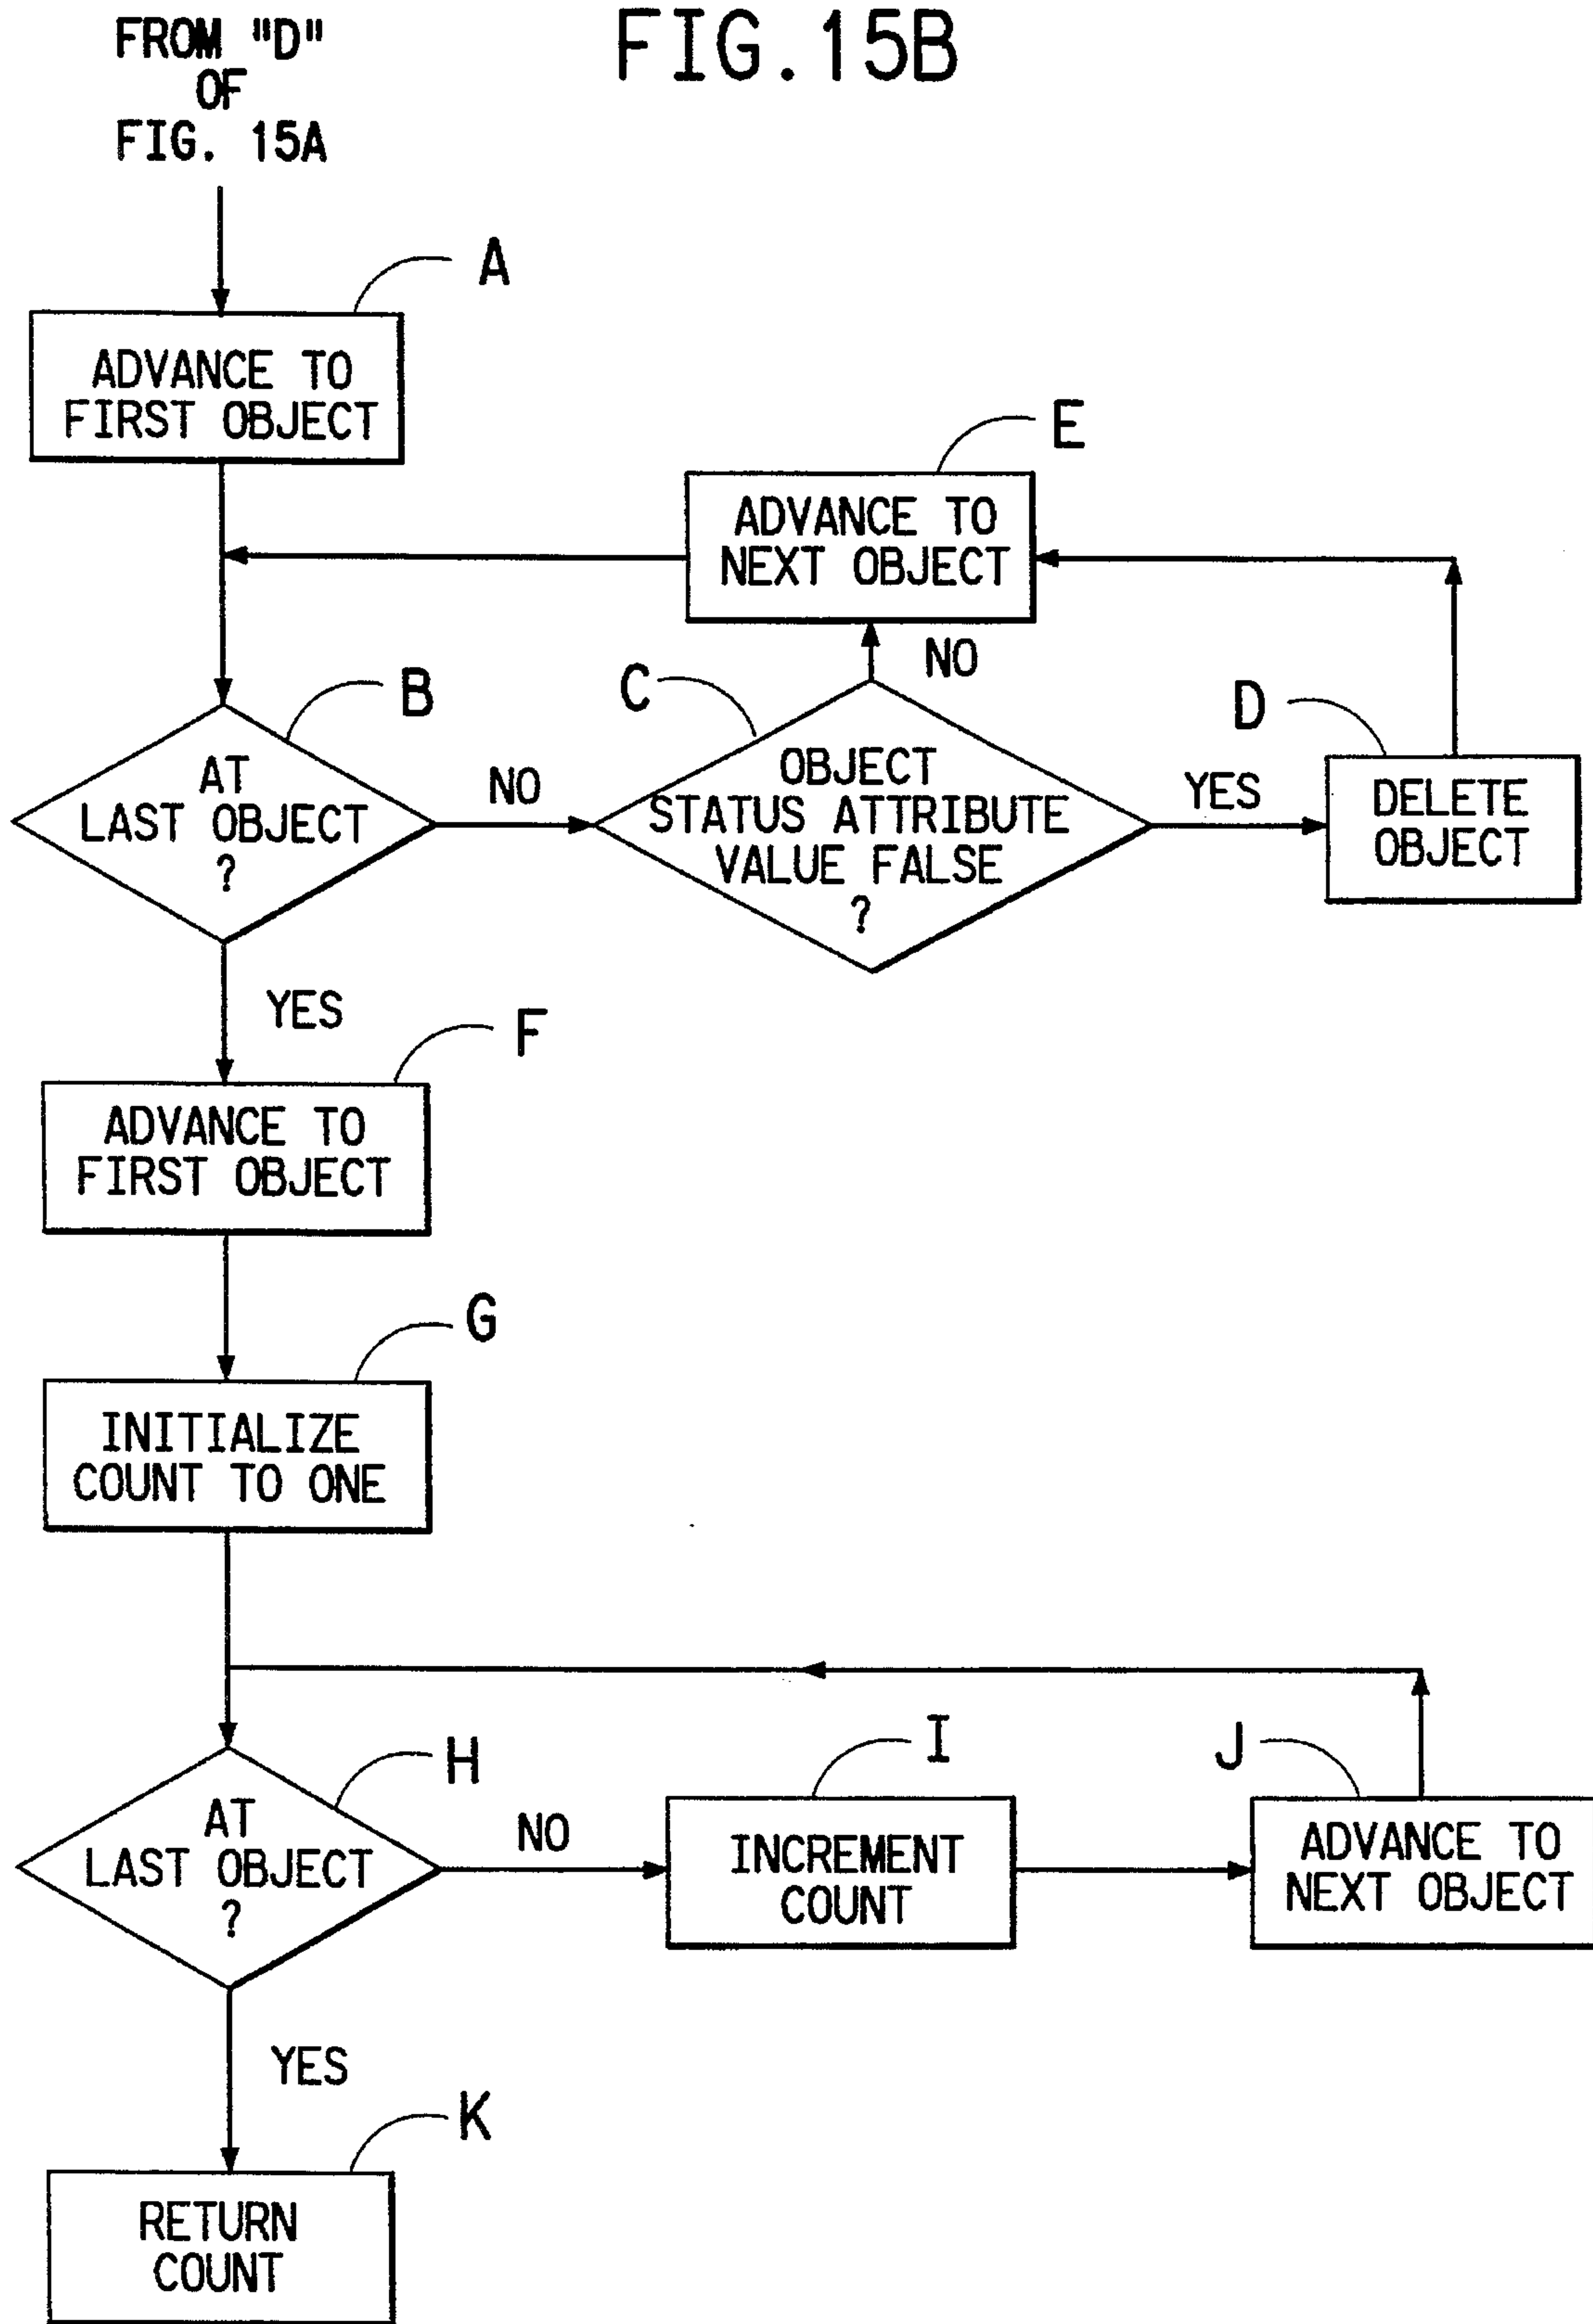 FIG.15B
FROM "D"
OF
FIG. 15A
A
ADVANCE TO
FIRST OBJECT
E
ADVANCE TO
NEXT OBJECT
NO
B
AT
LAST OBJECT
?
NO
C
OBJECT
STATUS ATTRIBUTE
VALUE FALSE
?
YES
D
DELETE
OBJECT
YES
F
ADVANCE TO
FIRST OBJECT
G
INITIALIZE
COUNT TO ONE
H
AT
LAST OBJECT
?
NO
I
INCREMENT
COUNT
J
ADVANCE TO
NEXT OBJECT
YES
K
RETURN
COUNT